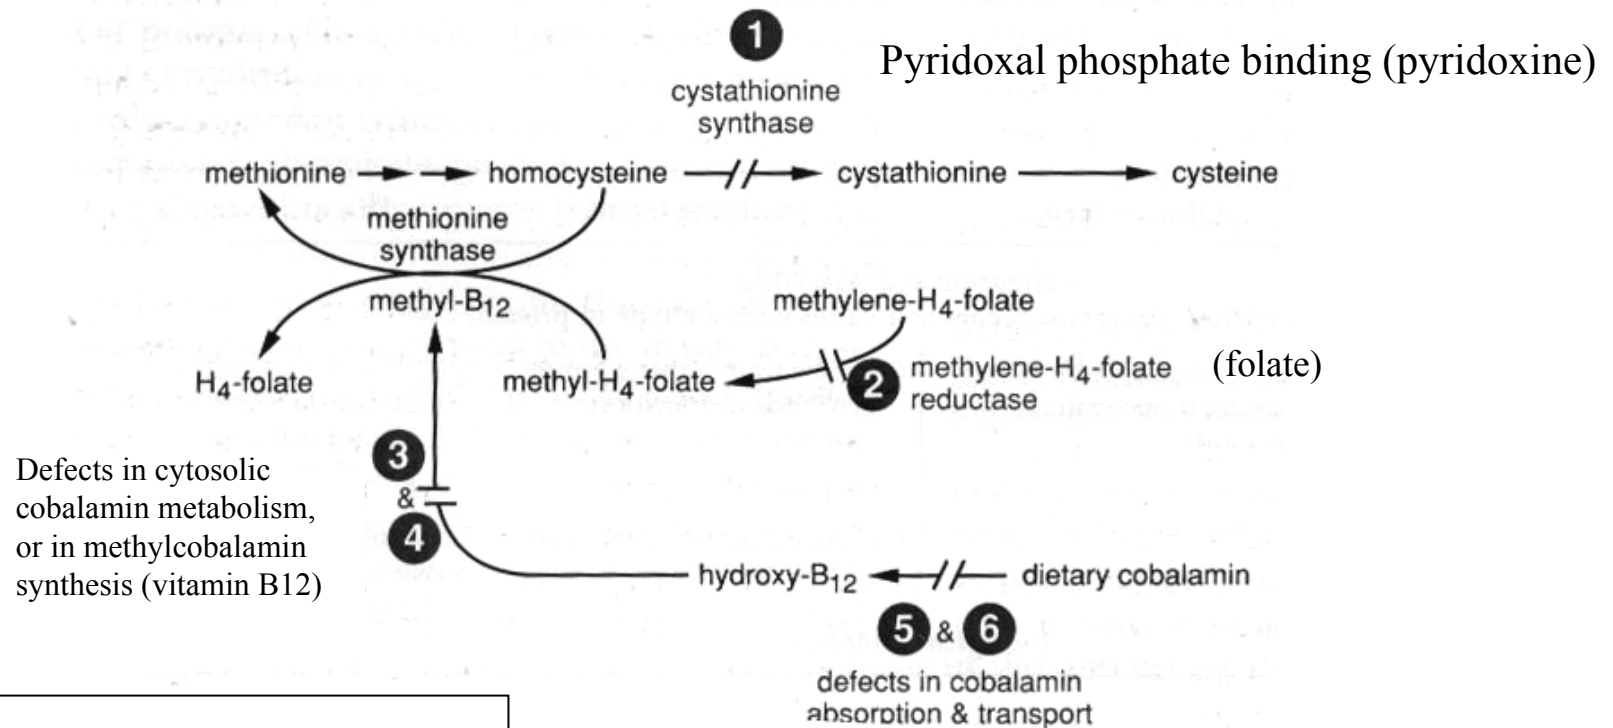 1
Pyridoxal phosphate binding (pyridoxine)
cystathionine
synthase
methionine
homocysteine
cystathionine
cysteine
methionine
synthase
methyl-B12
methylene-H4-folate
H4-folate
methyl-H4-folate
2
methylene-H4-folate
reductase
(folate)
Defects in cytosolic
cobalamin metabolism,
or in methylcobalamin
synthesis (vitamin B12)
3
&
4
hydroxy-B12
dietary cobalamin
5 & 6
defects in cobalamin
absorption & transport